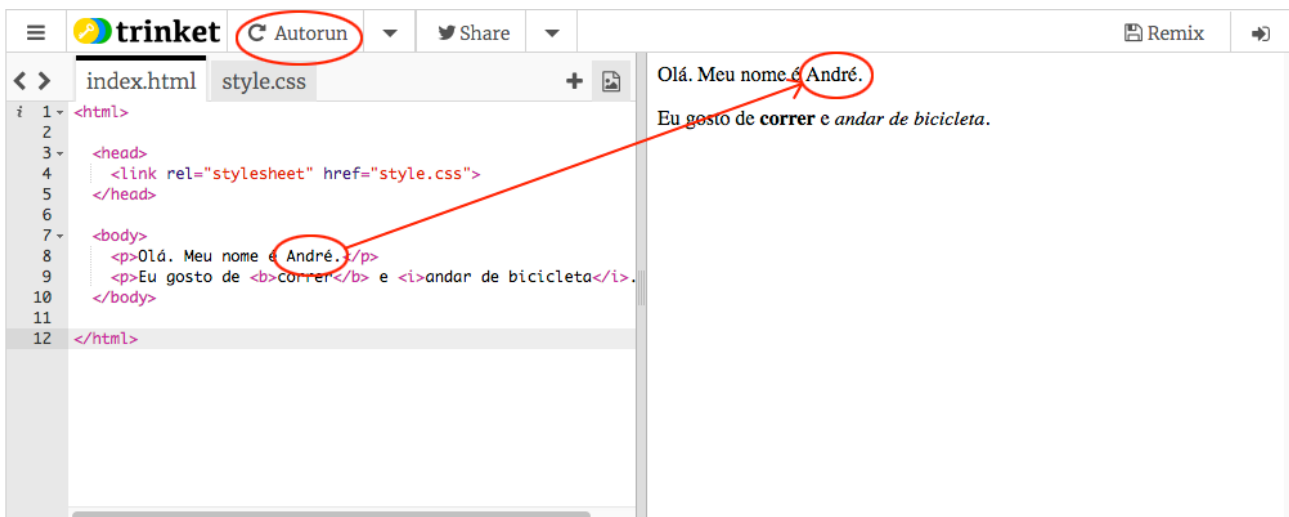 trinket Autorun Share Remix
index.html style.css
i 1 <html>
2
3 <head>
4 <link rel="stylesheet" href="style.css">
5 </head>
6
7 <body>
8 <p>Olá. Meu nome é André.</p>
9 <p>Eu gosto de <b>correr</b> e <i>andar de bicicleta</i>.
10 </body>
11
12 </html>
Olá. Meu nome é André.
Eu gosto de correr e andar de bicicleta.